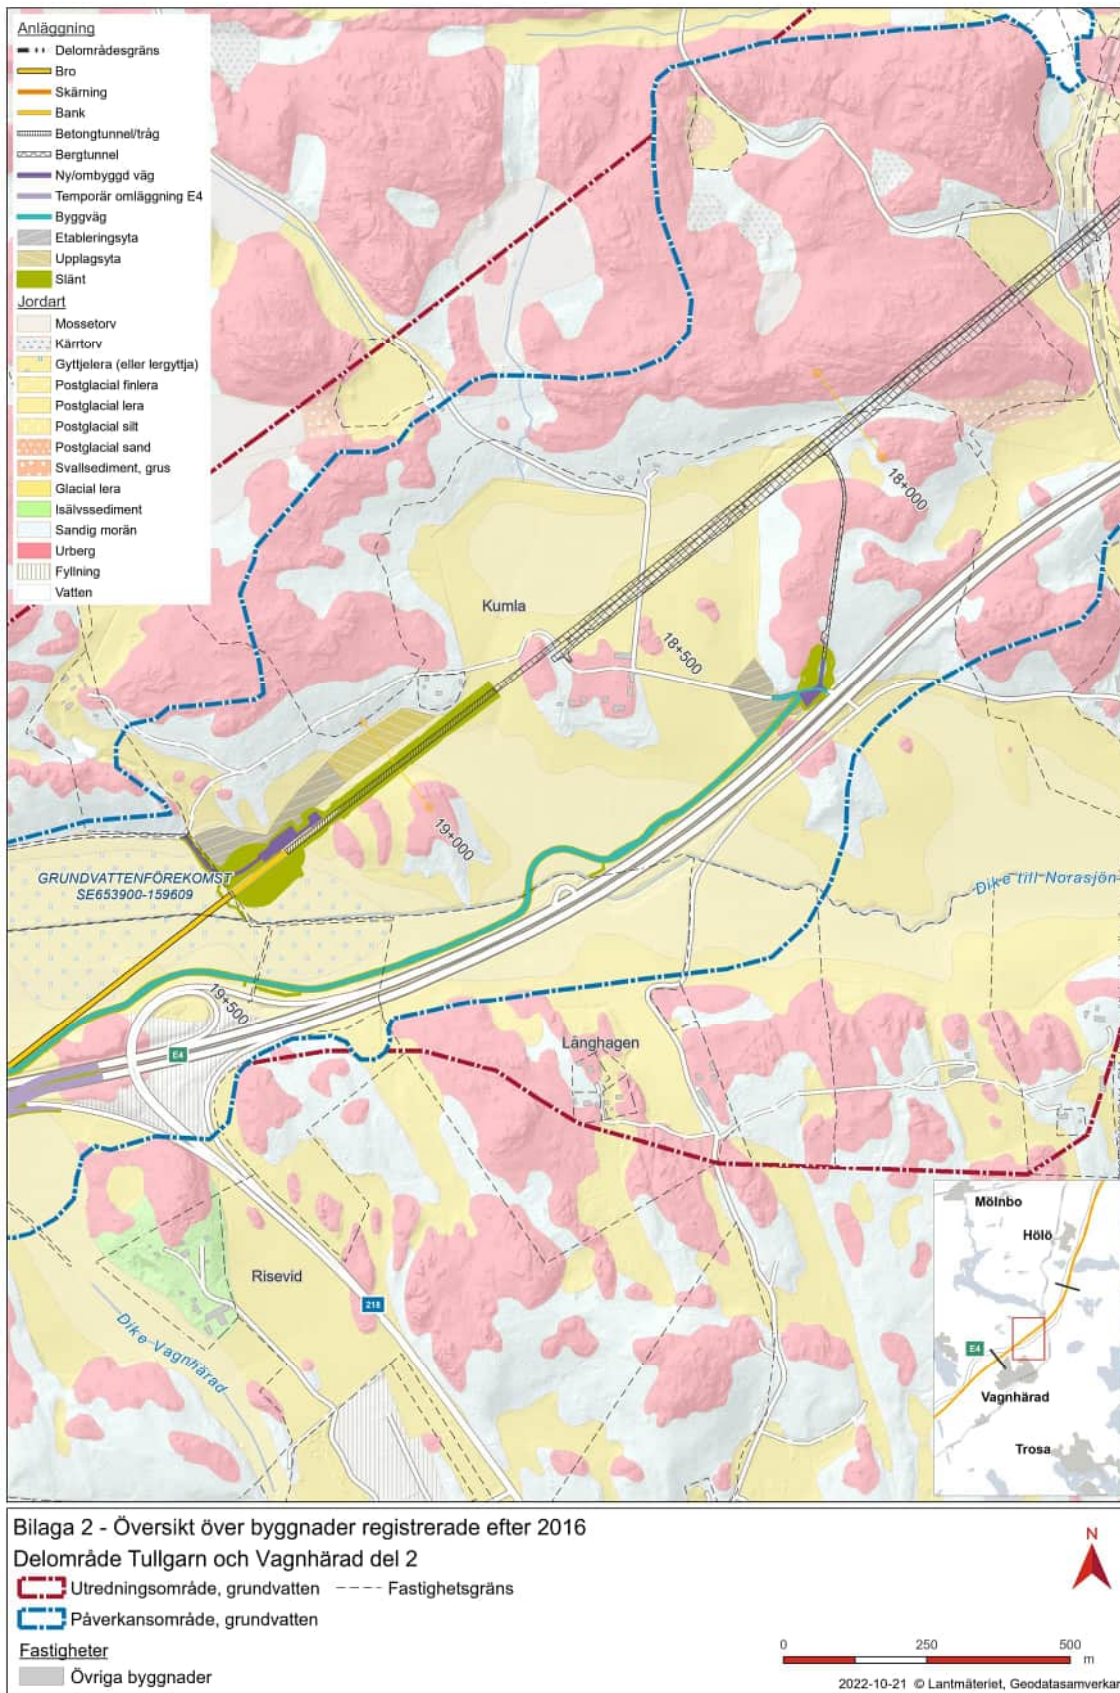 Anläggning
Delområdesgräns
Bro
Skärning
Bank
Betongtunnel/tråg
Bergtunnel
Ny/ombyggd väg
Temporär omläggning E4
Byggväg
Etableringsyta
Upplagsyta
Slänt
Jordart
Mossetorv
Kärrtorv
Gyttjelera (eller lergyttja)
Postglacial finlera
Postglacial lera
Postglacial silt
Postglacial sand
Svallsediment, grus
Glacial lera
Isälvssediment
Sandig morän
Urberg
Fyllning
Vatten
18+000
Kumla
18+500
19+000
GRUNDVATTENFÖREKOMST
SE653900-159609
Dike till Norasjön
19+500
E4
Långhagen
Risevid
218
Dike Vagnhärad
Mölnbo
Hölö
E4
Vagnhärad
Trosa
Bilaga 2 - Översikt över byggnader registrerade efter 2016
Delområde Tullgarn och Vagnhärad del 2
Utredningsområde, grundvatten
Fastighetsgräns
Påverkansområde, grundvatten
Fastigheter
Övriga byggnader
N
0 250 500
m
2022-10-21 © Lantmäteriet, Geodatasamverkan